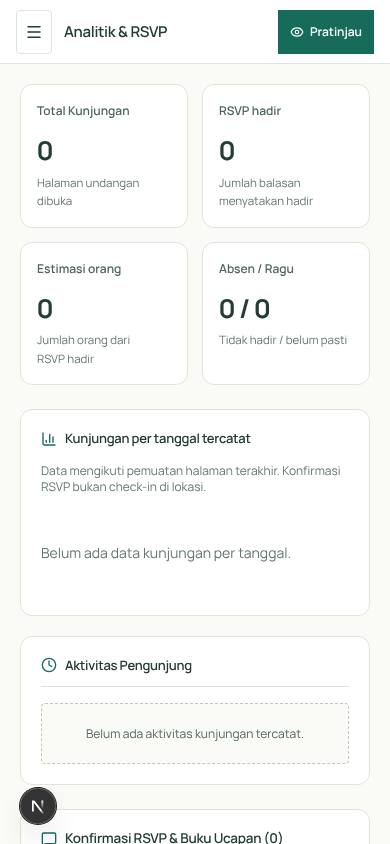 Analitik & RSVP
Pratinjau
Total Kunjungan
0
Halaman undangan
dibuka
RSVP hadir
0
Jumlah balasan
menyatakan hadir
Estimasi orang
0
Jumlah orang dari
RSVP hadir
Absen / Ragu
0 / 0
Tidak hadir / belum pasti
Kunjungan per tanggal tercatat
Data mengikuti pemuatan halaman terakhir. Konfirmasi
RSVP bukan check-in di lokasi.
Belum ada data kunjungan per tanggal.
Aktivitas Pengunjung
Belum ada aktivitas kunjungan tercatat.
N
Konfirmasi RSVP & Buku Ucapan (0)